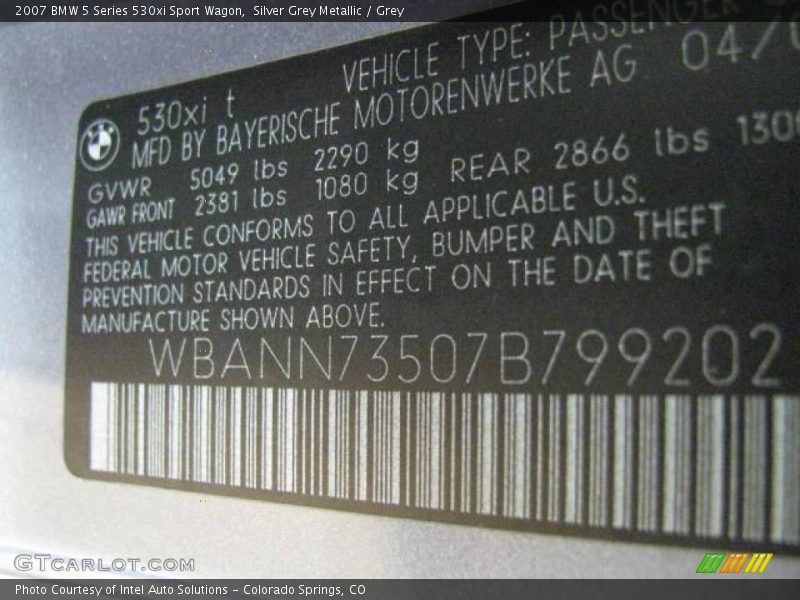 2007 BMW 5 Series 530xi Sport Wagon,  Silver Grey Metallic / Grey
VEHICLE TYPE: PASSENGER
530xi t
MFD BY BAYERISCHE MOTORENWERKE AG 04/
GVWR 5049 lbs 2290 kg
GAWR FRONT 2381 lbs 1080 kg REAR 2866 lbs 130
THIS VEHICLE CONFORMS TO ALL APPLICABLE U.S.
FEDERAL MOTOR VEHICLE SAFETY, BUMPER AND THEFT
PREVENTION STANDARDS IN EFFECT ON THE DATE OF
MANUFACTURE SHOWN ABOVE.
WBANN73507B799202
GTCARLOT.COM
Photo Courtesy of Intel Auto Solutions – Colorado Springs, CO